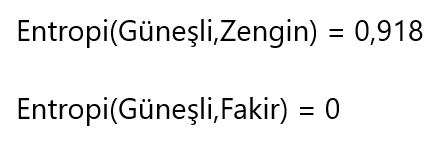 Entropi(Güneşli,Zengin) = 0,918
Entropi(Güneşli,Fakir) = 0